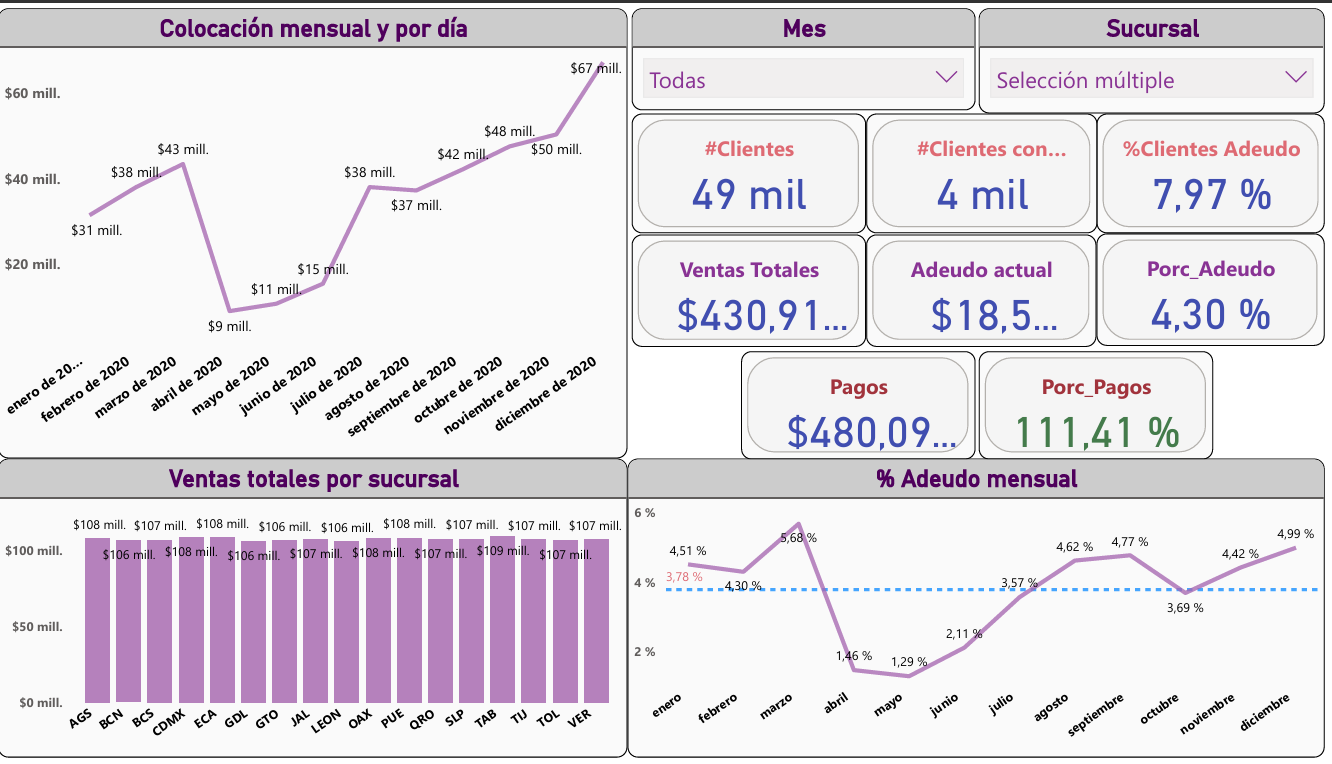 Colocación mensual y por día
$60 mill.
$40 mill.
$20 mill.
$31 mill.
$38 mill.
$43 mill.
$9 mill.
$11 mill.
$15 mill.
$38 mill.
$37 mill.
$42 mill.
$48 mill.
$50 mill.
$67 mill.
enero de 20...
febrero de 2020
marzo de 2020
abril de 2020
mayo de 2020
junio de 2020
julio de 2020
agosto de 2020
septiembre de 2020
octubre de 2020
noviembre de 2020
diciembre de 2020
Mes
Todas
Sucursal
Selección múltiple
#Clientes
49 mil
#Clientes con...
4 mil
%Clientes Adeudo
7,97 %
Ventas Totales
$430,91...
Adeudo actual
$18,5...
Porc_Adeudo
4,30 %
Pagos
$480,09...
Porc_Pagos
111,41 %
Ventas totales por sucursal
$100 mill.
$50 mill.
$0 mill.
$108 mill.
$106 mill.
$107 mill.
$108 mill.
$108 mill.
$106 mill.
$106 mill.
$107 mill.
$106 mill.
$108 mill.
$108 mill.
$107 mill.
$107 mill.
$109 mill.
$107 mill.
$107 mill.
$107 mill.
AGS
BCN
BCS
CDMX
ECA
GDL
GTO
JAL
LEON
OAX
PUE
QRO
SLP
TAB
TIJ
TOL
VER
% Adeudo mensual
6 %
4 %
2 %
4,51 %
3,78 %
4,30 %
5,68 %
1,46 %
1,29 %
2,11 %
3,57 %
4,62 %
4,77 %
3,69 %
4,42 %
4,99 %
enero
febrero
marzo
abril
mayo
junio
julio
agosto
septiembre
octubre
noviembre
diciembre